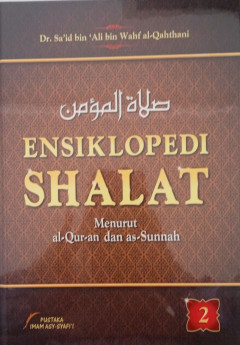 Dr. Sa'id bin 'Ali bin Wahf al-Qahthani
صلاة المؤمن
ENSIKLOPEDI
SHALAT
Menurut
al-Qur-an dan as-Sunnah
2
PUSTAKA
IMAM ASY-SYAFI'I